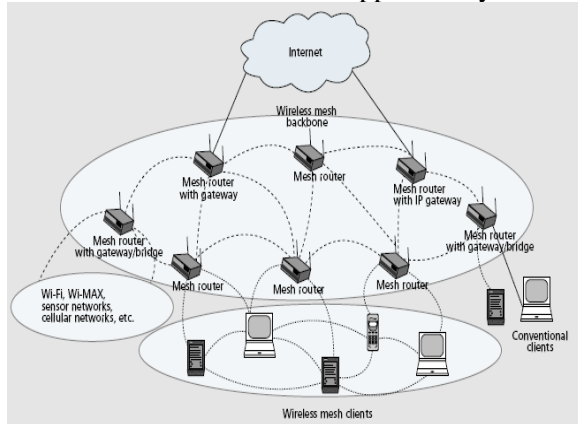 Internet
Wireless mesh
backbone
Mesh router
with gateway
Mesh router
Mesh router
with IP gateway
Mesh router
with gateway/bridge
Mesh router
with gateway/bridge
Mesh router
Mesh router
Mesh router
Wi-Fi, Wi-MAX,
sensor networks,
cellular networks, etc.
Conventional
clients
Wireless mesh clients